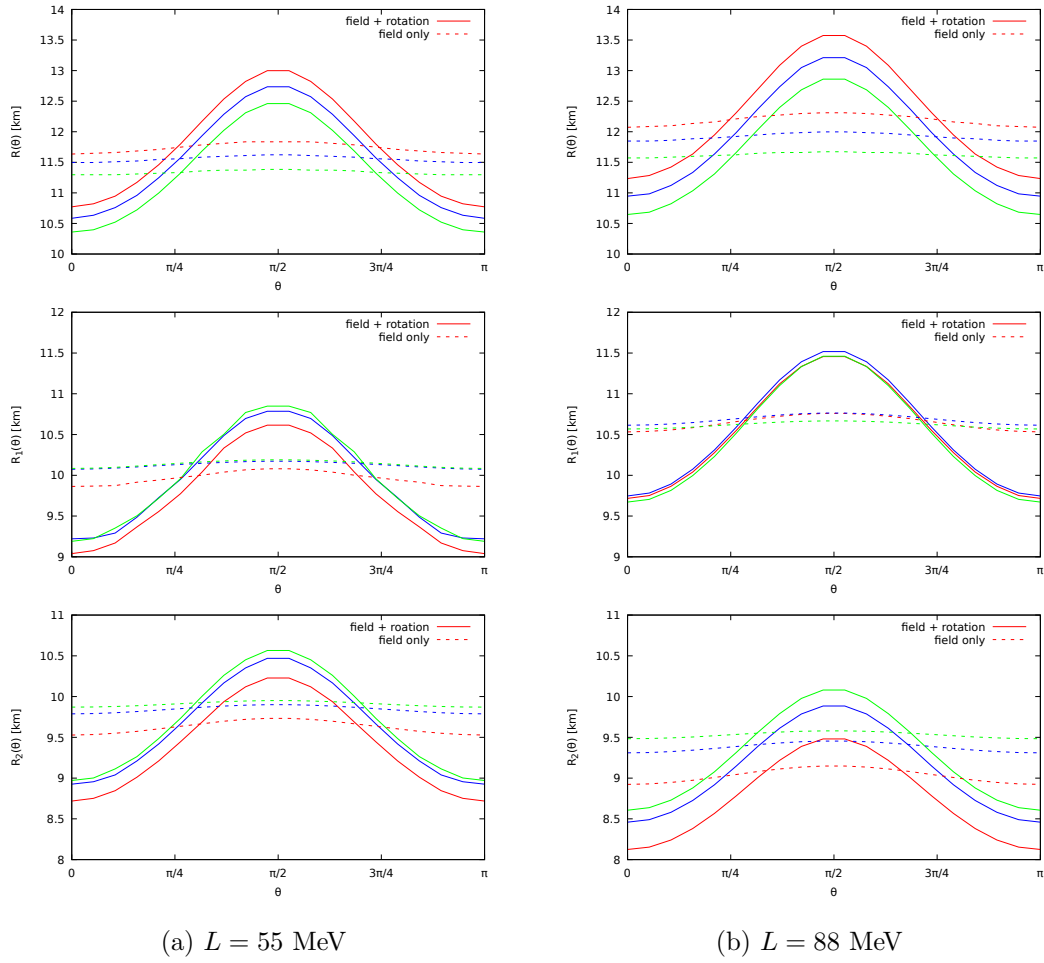 14
13.5
13
12.5
12
11.5
11
10.5
10
R(θ) [km]
0
π/4
π/2
3π/4
π
θ
field + rotation
field only
14
13.5
13
12.5
12
11.5
11
10.5
10
R(θ) [km]
0
π/4
π/2
3π/4
π
θ
field + rotation
field only
12
11.5
11
10.5
10
9.5
9
R₁(θ) [km]
0
π/4
π/2
3π/4
π
θ
field + rotation
field only
12
11.5
11
10.5
10
9.5
9
R₁(θ) [km]
0
π/4
π/2
3π/4
π
θ
field + rotation
field only
11
10.5
10
9.5
9
8.5
8
R₂(θ) [km]
0
π/4
π/2
3π/4
π
θ
field + roation
field only
11
10.5
10
9.5
9
8.5
8
R₂(θ) [km]
0
π/4
π/2
3π/4
π
θ
field + rotation
field only
(a) L = 55 MeV
(b) L = 88 MeV